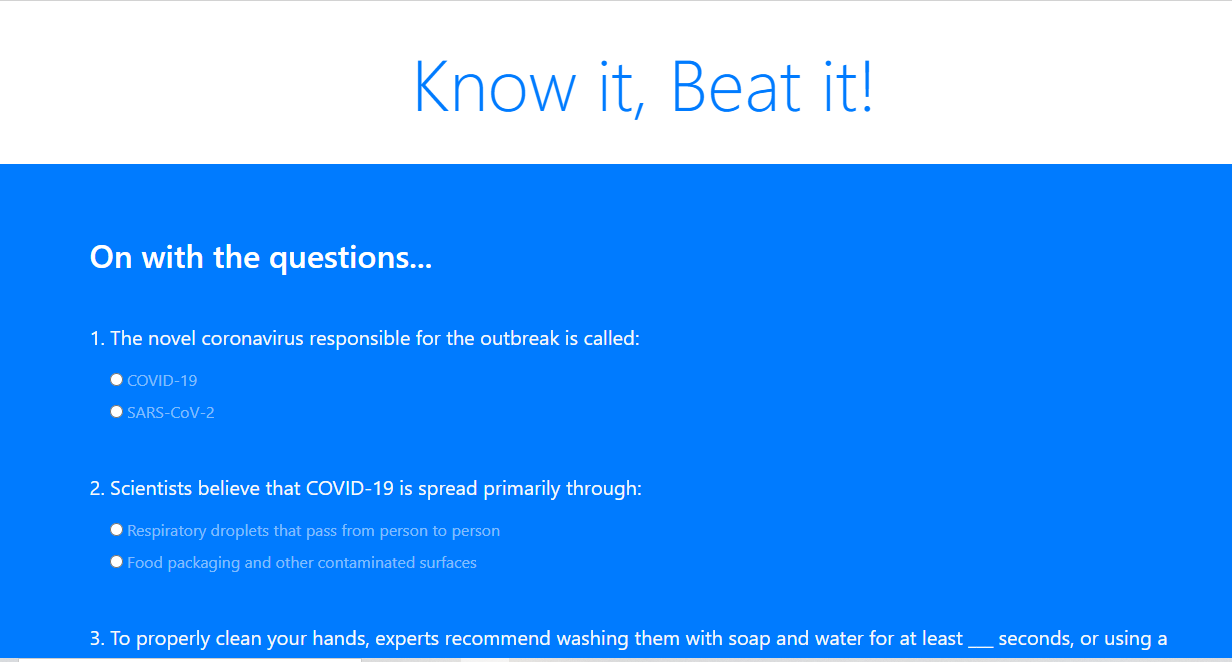 Know it, Beat it!
On with the questions...
1. The novel coronavirus responsible for the outbreak is called:
COVID-19
SARS-CoV-2
2. Scientists believe that COVID-19 is spread primarily through:
Respiratory droplets that pass from person to person
Food packaging and other contaminated surfaces
3. To properly clean your hands, experts recommend washing them with soap and water for at least ___ seconds, or using a